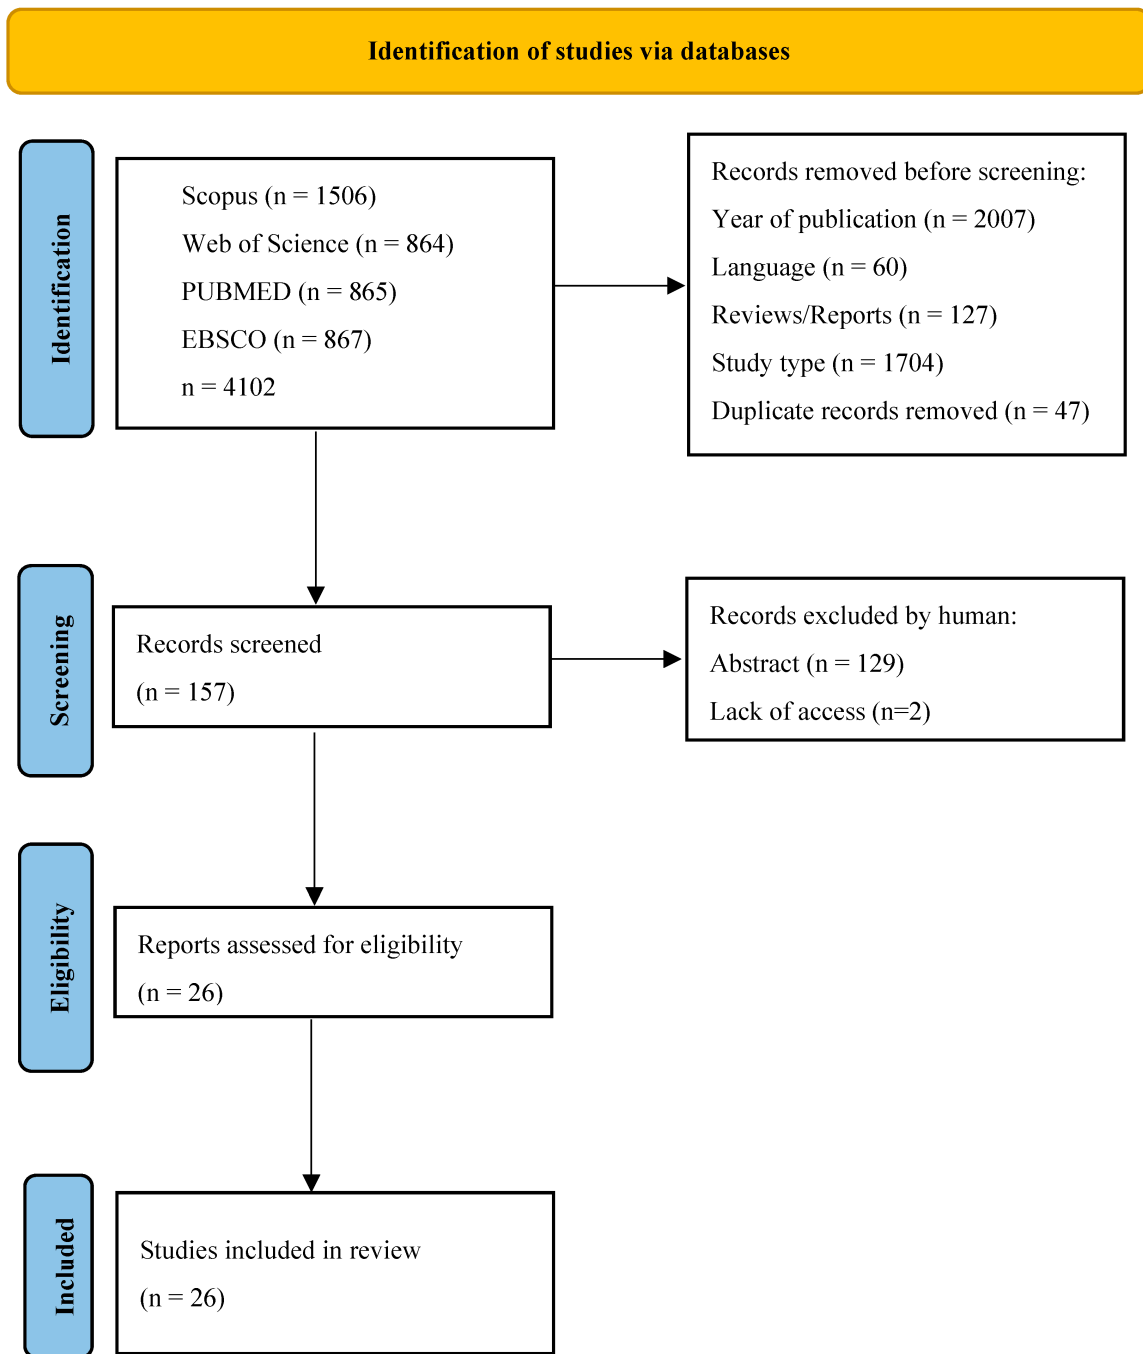 Identification of studies via databases
Identification
Scopus (n = 1506)
Web of Science (n = 864)
PUBMED (n = 865)
EBSCO (n = 867)
n = 4102
Records removed before screening:
Year of publication (n = 2007)
Language (n = 60)
Reviews/Reports (n = 127)
Study type (n = 1704)
Duplicate records removed (n = 47)
Screening
Records screened
(n = 157)
Records excluded by human:
Abstract (n = 129)
Lack of access (n=2)
Eligibility
Reports assessed for eligibility
(n = 26)
Included
Studies included in review
(n = 26)